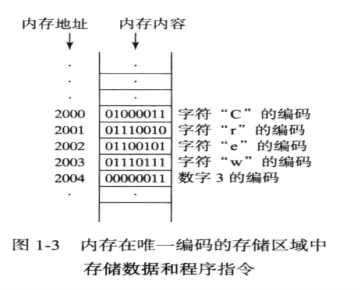 内存地址 内存内容
2000 01000011 字符“C”的编码
2001 01110010 字符“r”的编码
2002 01100101 字符“e”的编码
2003 01110111 字符“w”的编码
2004 00000011 数字 3 的编码
图 1-3 内存在唯一编码的存储区域中
存储数据和程序指令